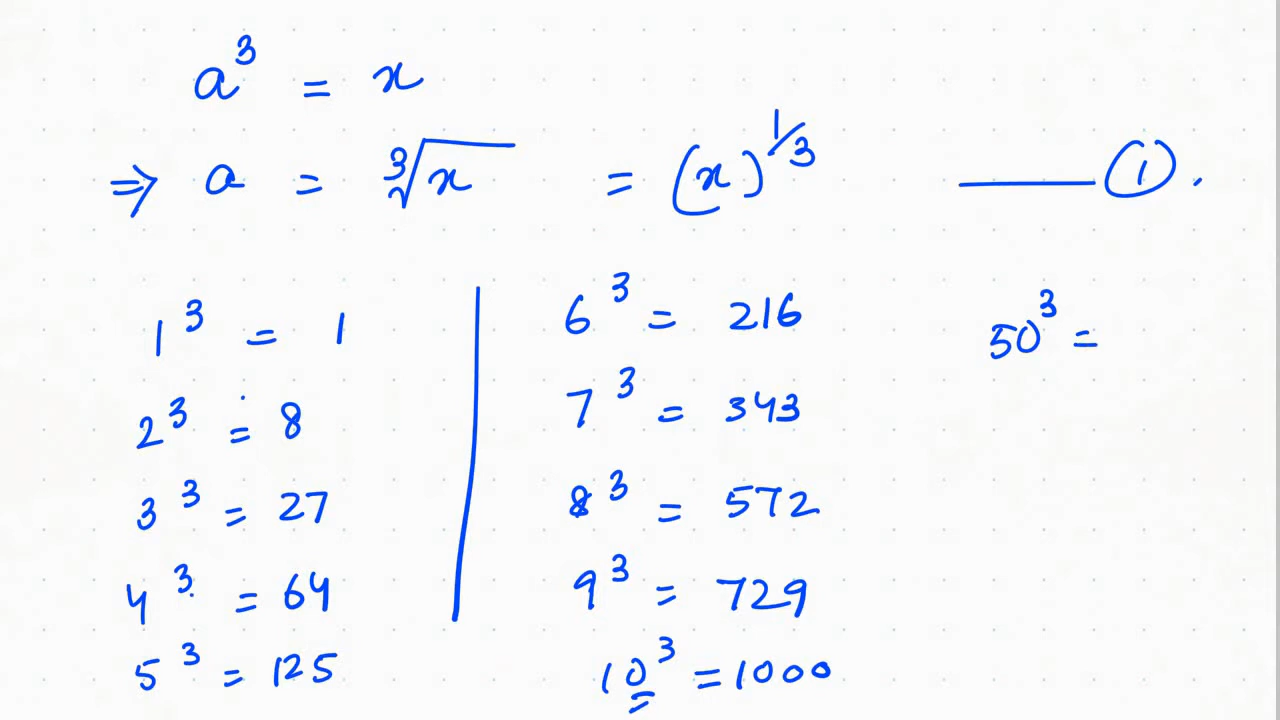 a³ = x
⇒ a = ∛x = (x)^1/3 —— ① .
1³ = 1
2³ = 8
3³ = 27
4³ = 64
5³ = 125
6³ = 216
7³ = 343
8³ = 572
9³ = 729
10³ = 1000
50³ =